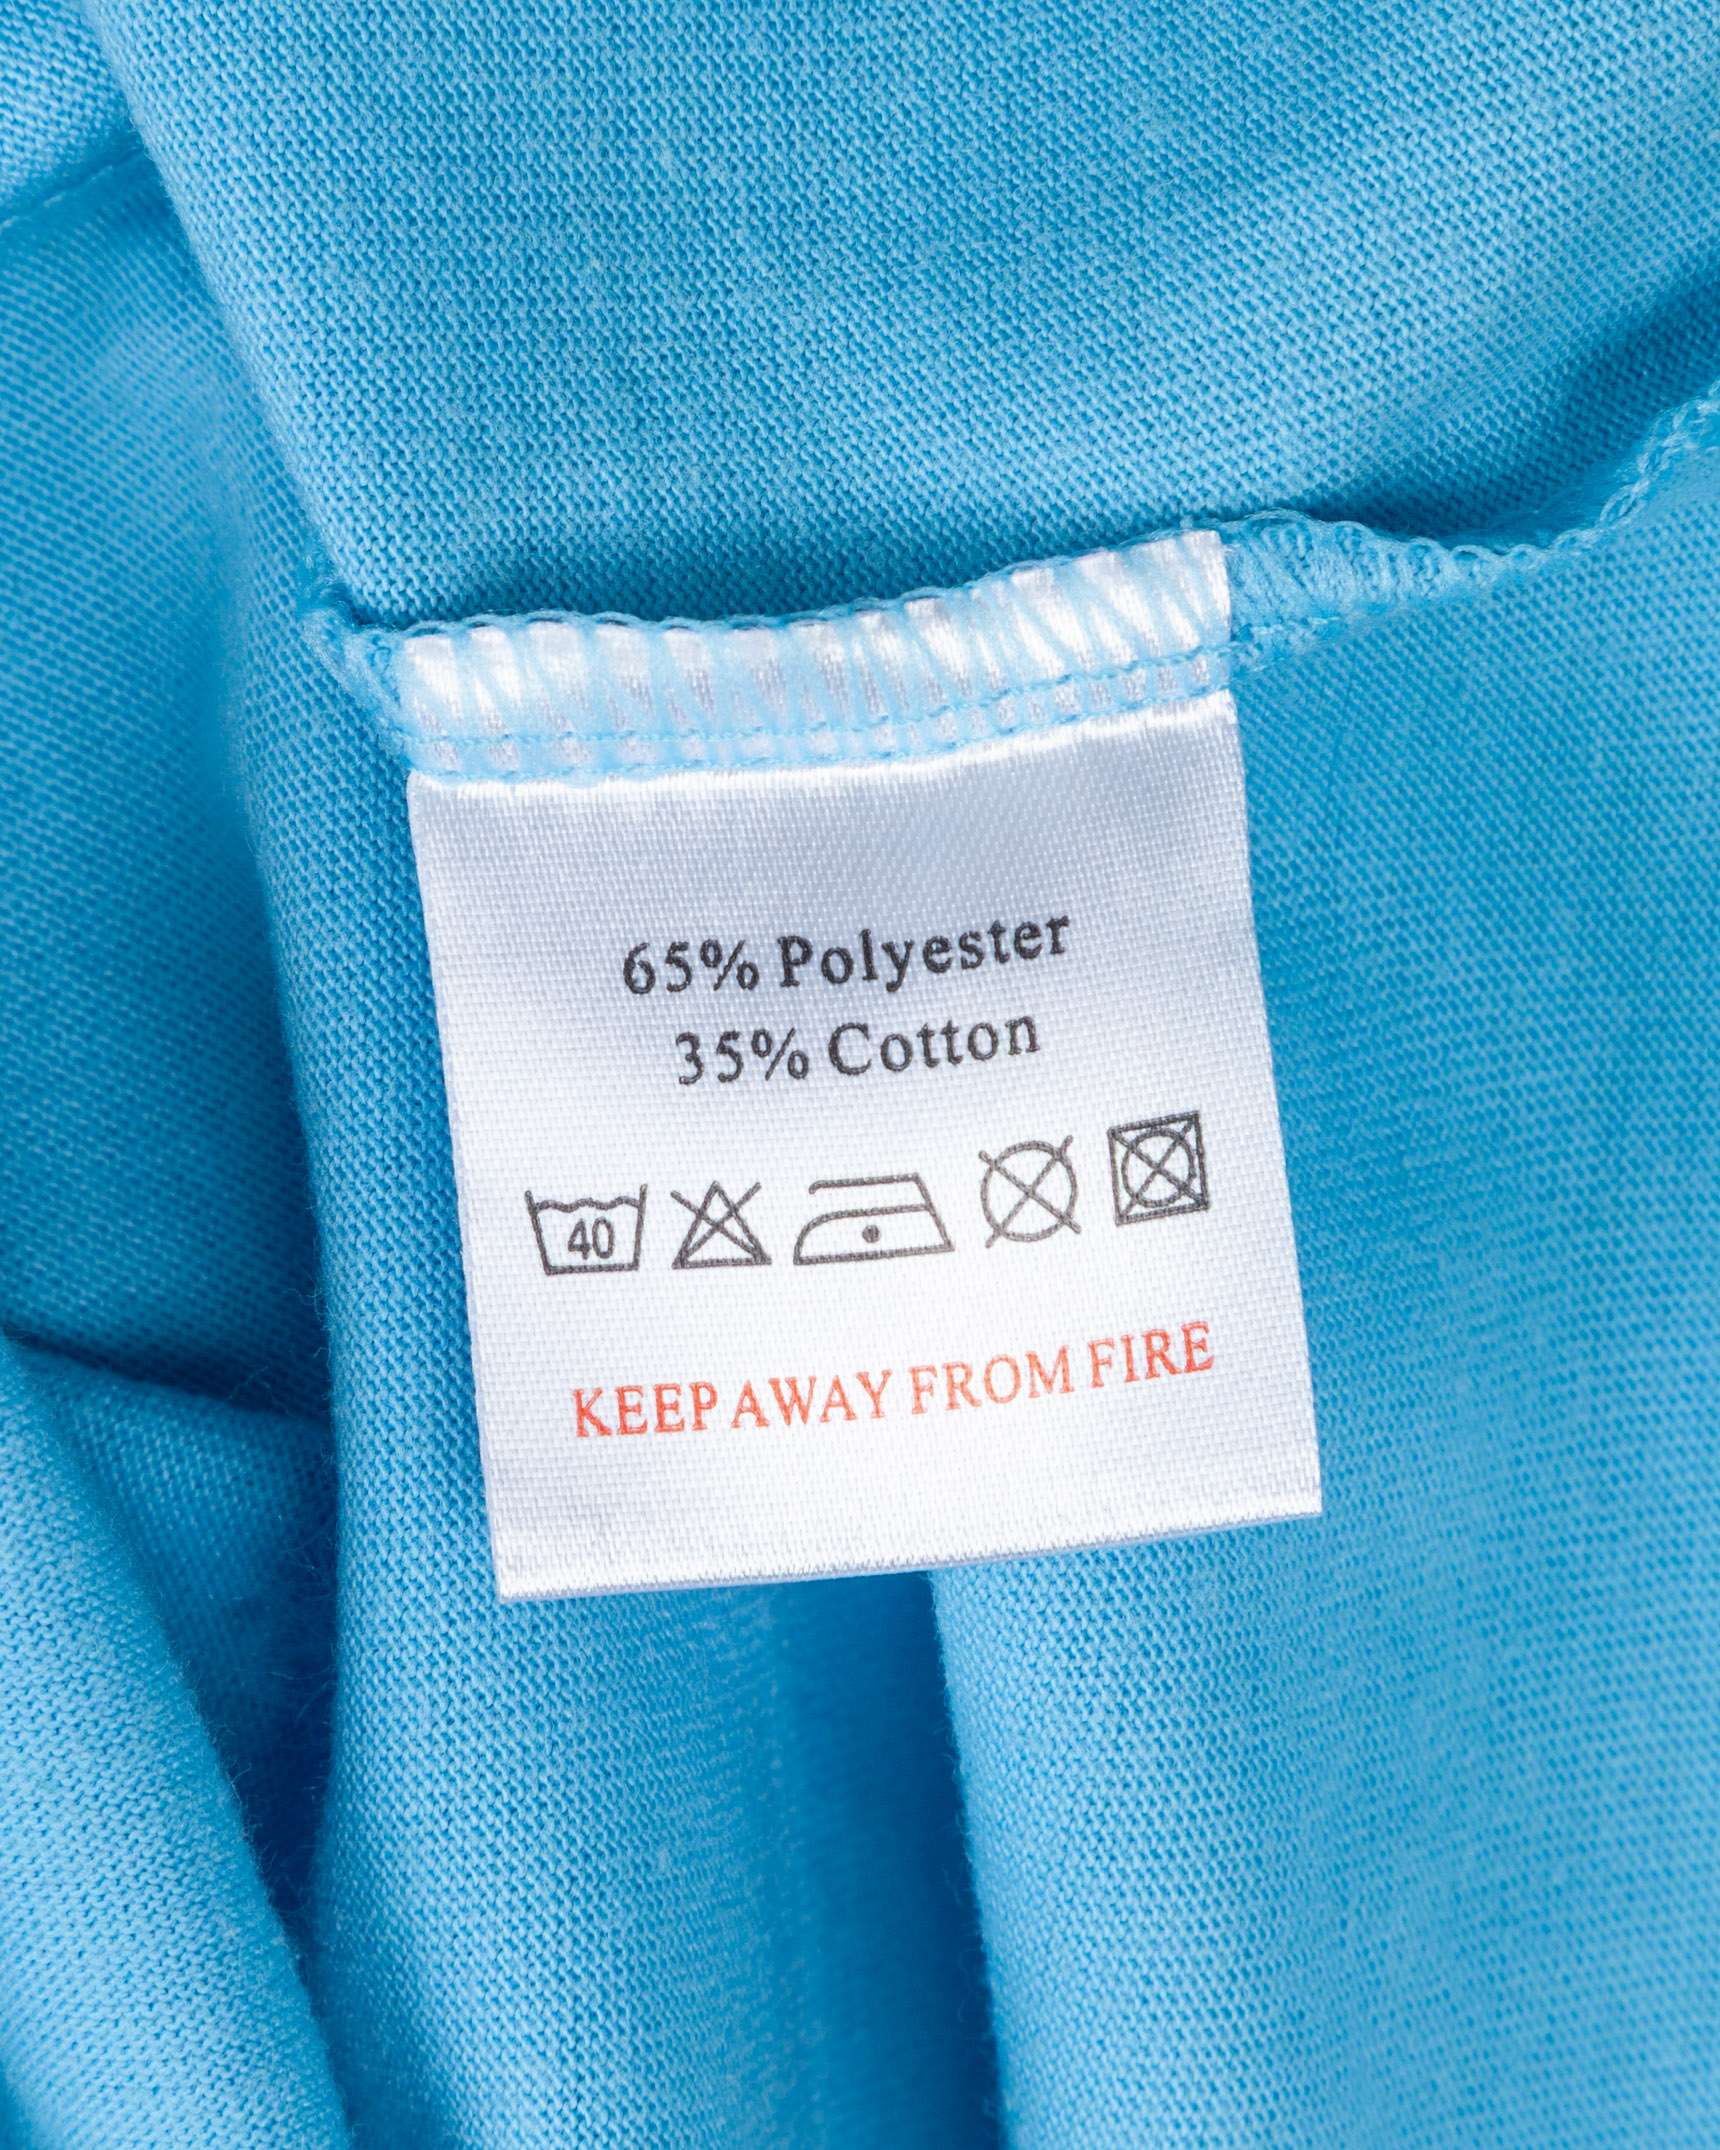 65% Polyester
35% Cotton
40
KEEP AWAY FROM FIRE